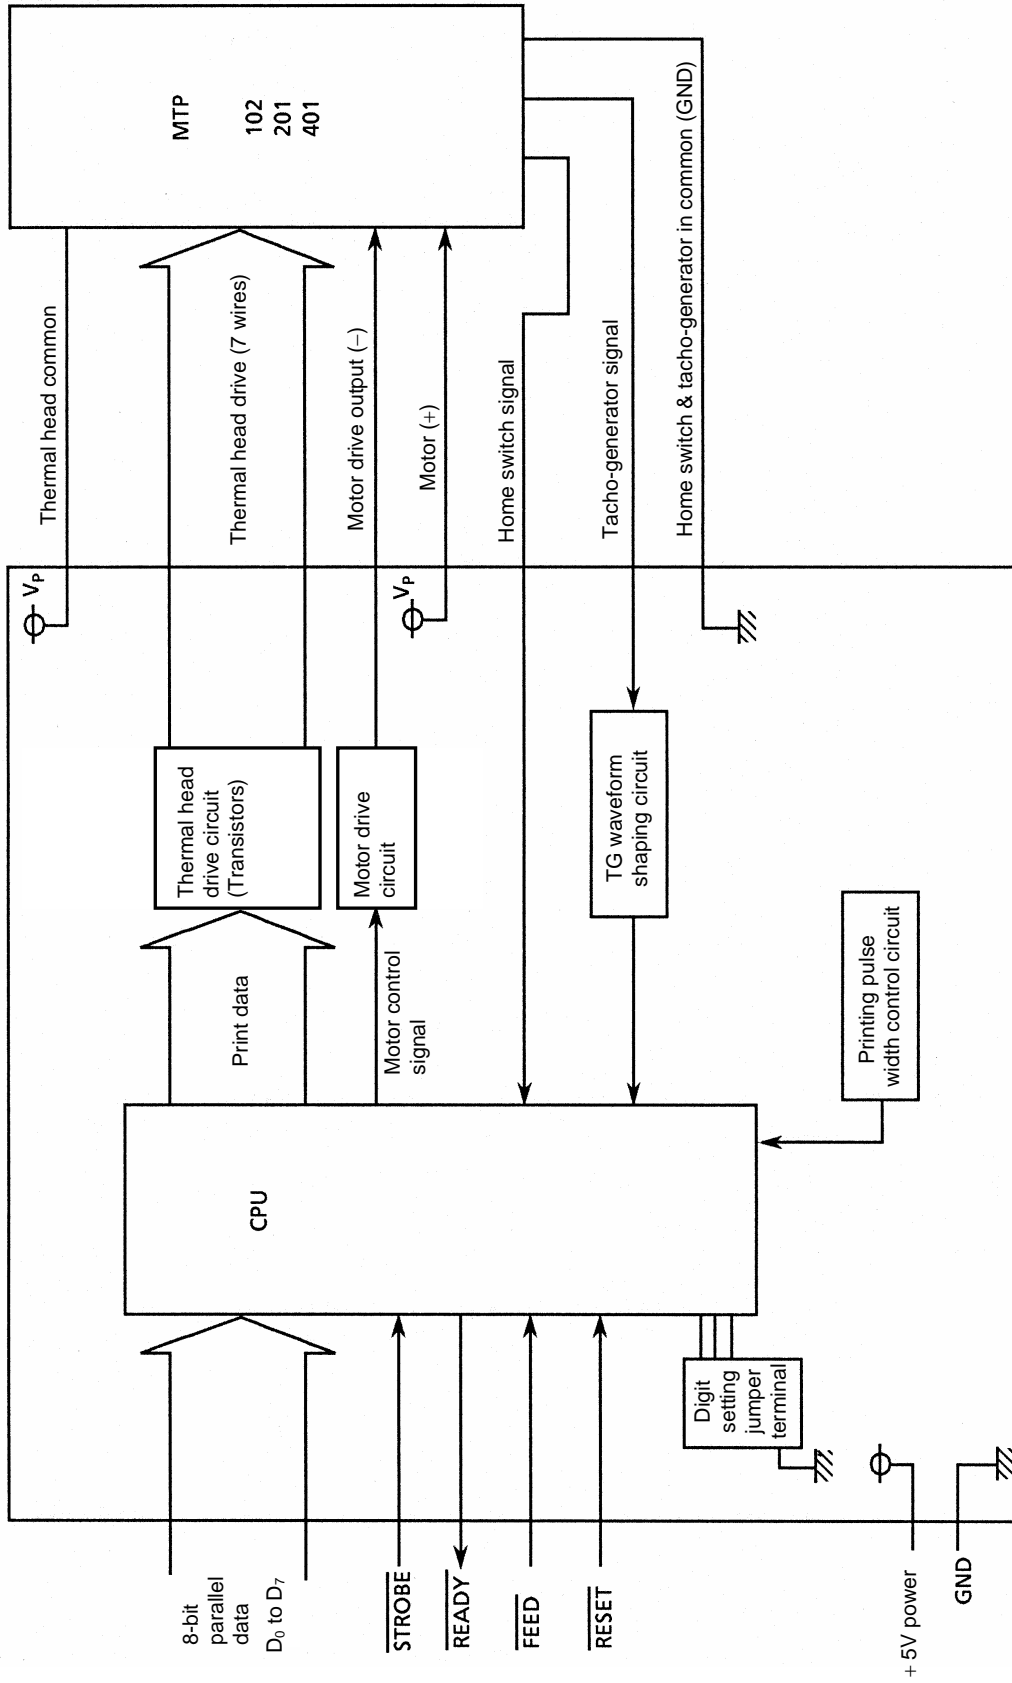 8-bit
parallel
data
D₀ to D₇
STROBE
READY
FEED
RESET
+ 5V power
GND
CPU
Digit
setting
jumper
terminal
Print data
Motor control
signal
Printing pulse
width control circuit
Thermal head
drive circuit
(Transistors)
Motor drive
circuit
TG waveform
shaping circuit
VP
VP
Thermal head common
Thermal head drive (7 wires)
Motor drive output (−)
Motor (+)
Home switch signal
Tacho-generator signal
Home switch & tacho-generator in common (GND)
MTP
102
201
401